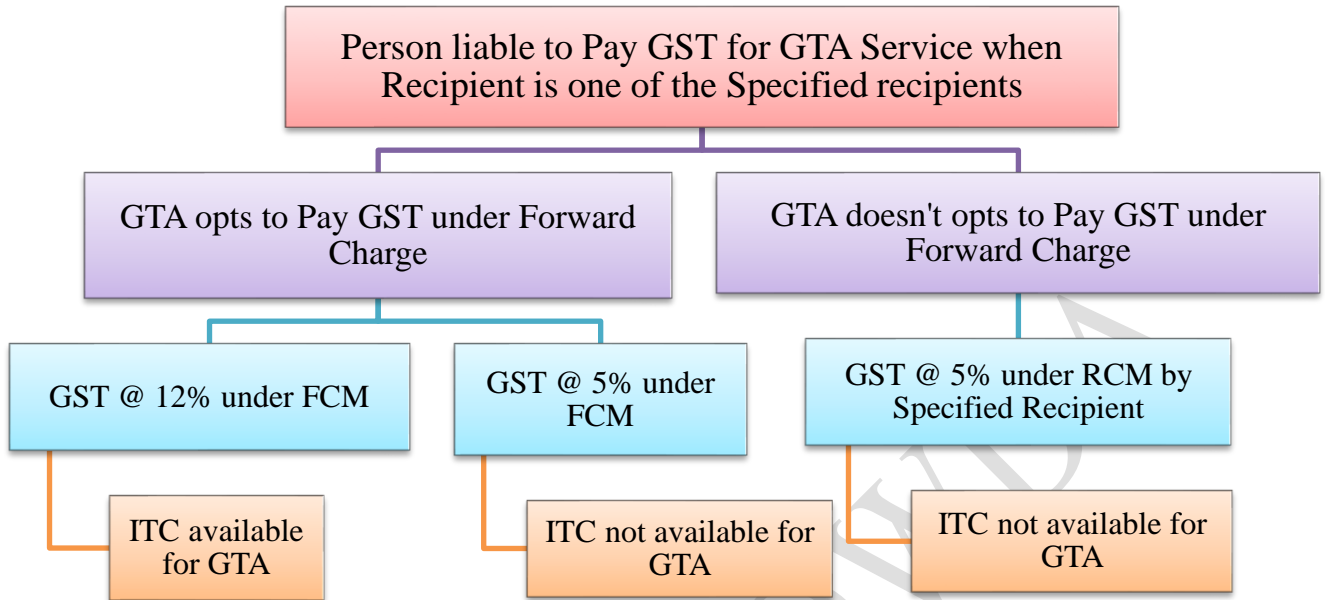 Person liable to Pay GST for GTA Service when
Recipient is one of the Specified recipients
GTA opts to Pay GST under Forward
Charge
GTA doesn't opts to Pay GST under
Forward Charge
GST @ 12% under FCM
GST @ 5% under
FCM
GST @ 5% under RCM by
Specified Recipient
ITC available
for GTA
ITC not available for
GTA
ITC not available for
GTA